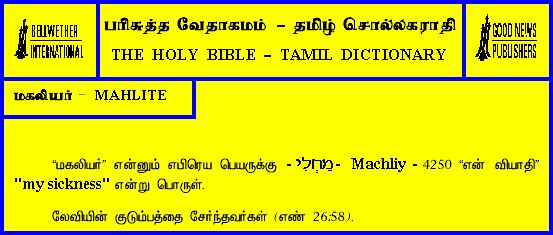 BELLWETHER
INTERNATIONAL
பரிசுத்த வேதாகமம் – தமிழ் சொல்லகராதி
THE HOLY BIBLE – TAMIL DICTIONARY
GOOD NEWS
PUBLISHERS
மகலியர் – MAHLITE
“மகலியர்” என்னும் எபிரெய பெயருக்கு - מַחְלִי - Machliy - 4250 “என் வியாதி”
"my sickness" என்று பொருள்.
லேவியின் குடும்பத்தை சேர்ந்தவர்கள் (எண் 26:58).